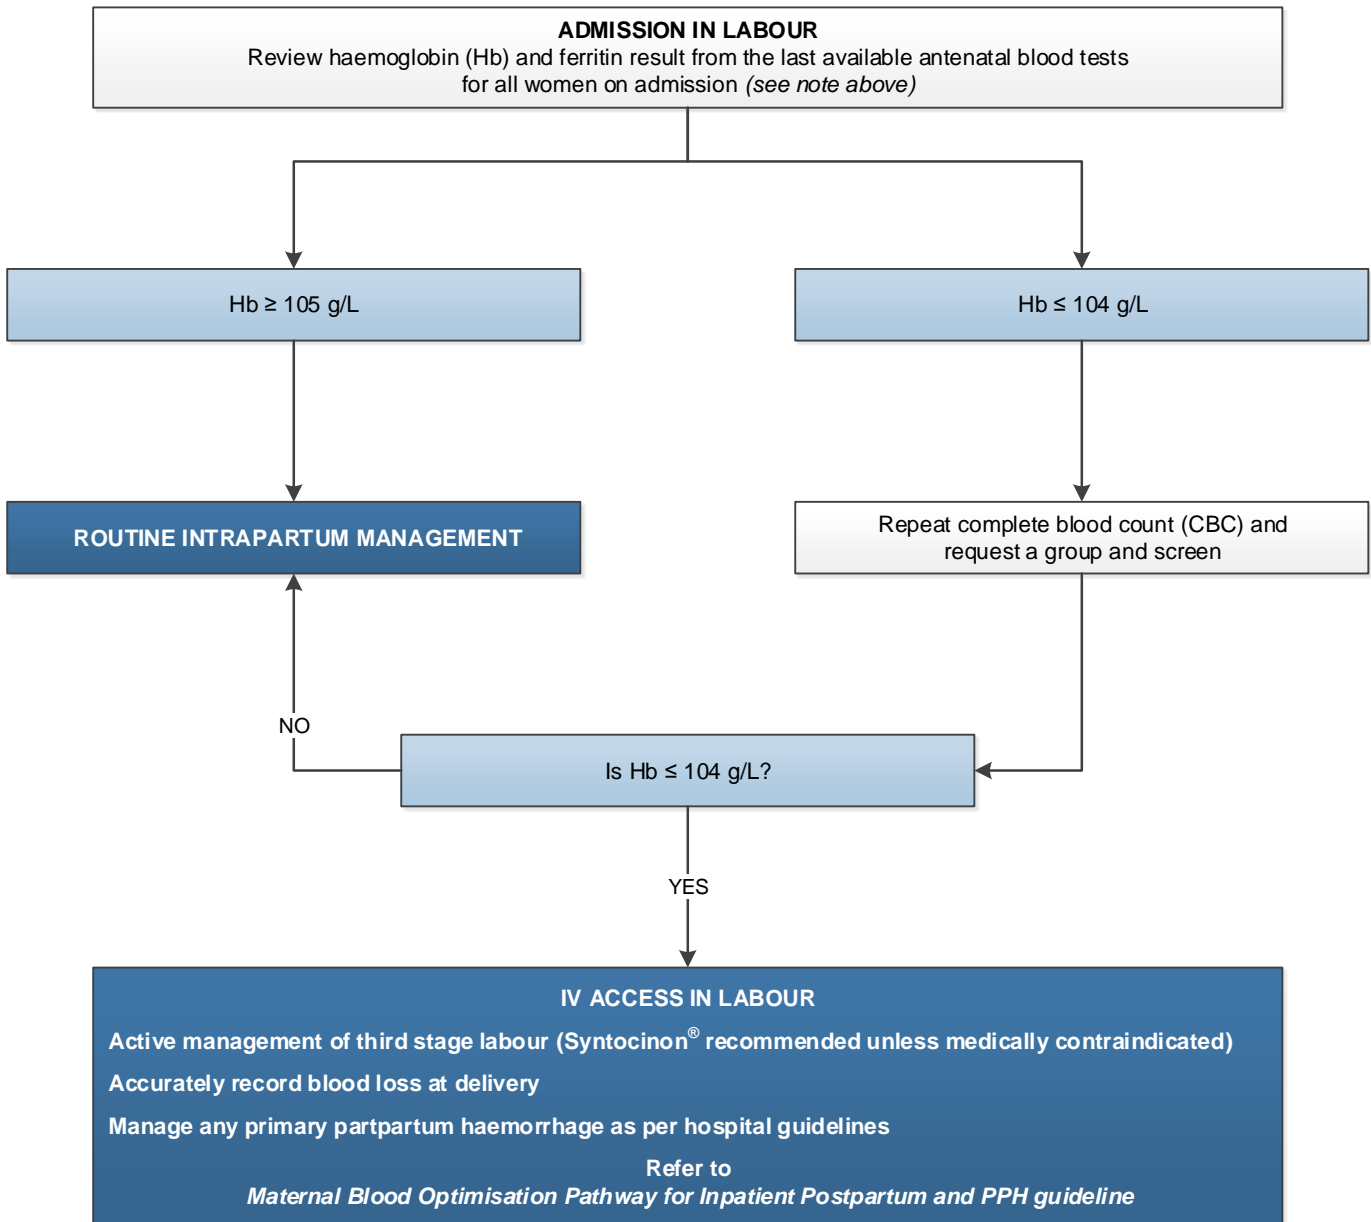 ADMISSION IN LABOUR
Review haemoglobin (Hb) and ferritin result from the last available antenatal blood tests
for all women on admission (see note above)
Hb ≥ 105 g/L
Hb ≤ 104 g/L
ROUTINE INTRAPARTUM MANAGEMENT
Repeat complete blood count (CBC) and
request a group and screen
NO
Is Hb ≤ 104 g/L?
YES
IV ACCESS IN LABOUR
Active management of third stage labour (Syntocinon® recommended unless medically contraindicated)
Accurately record blood loss at delivery
Manage any primary partpartum haemorrhage as per hospital guidelines
Refer to
Maternal Blood Optimisation Pathway for Inpatient Postpartum and PPH guideline